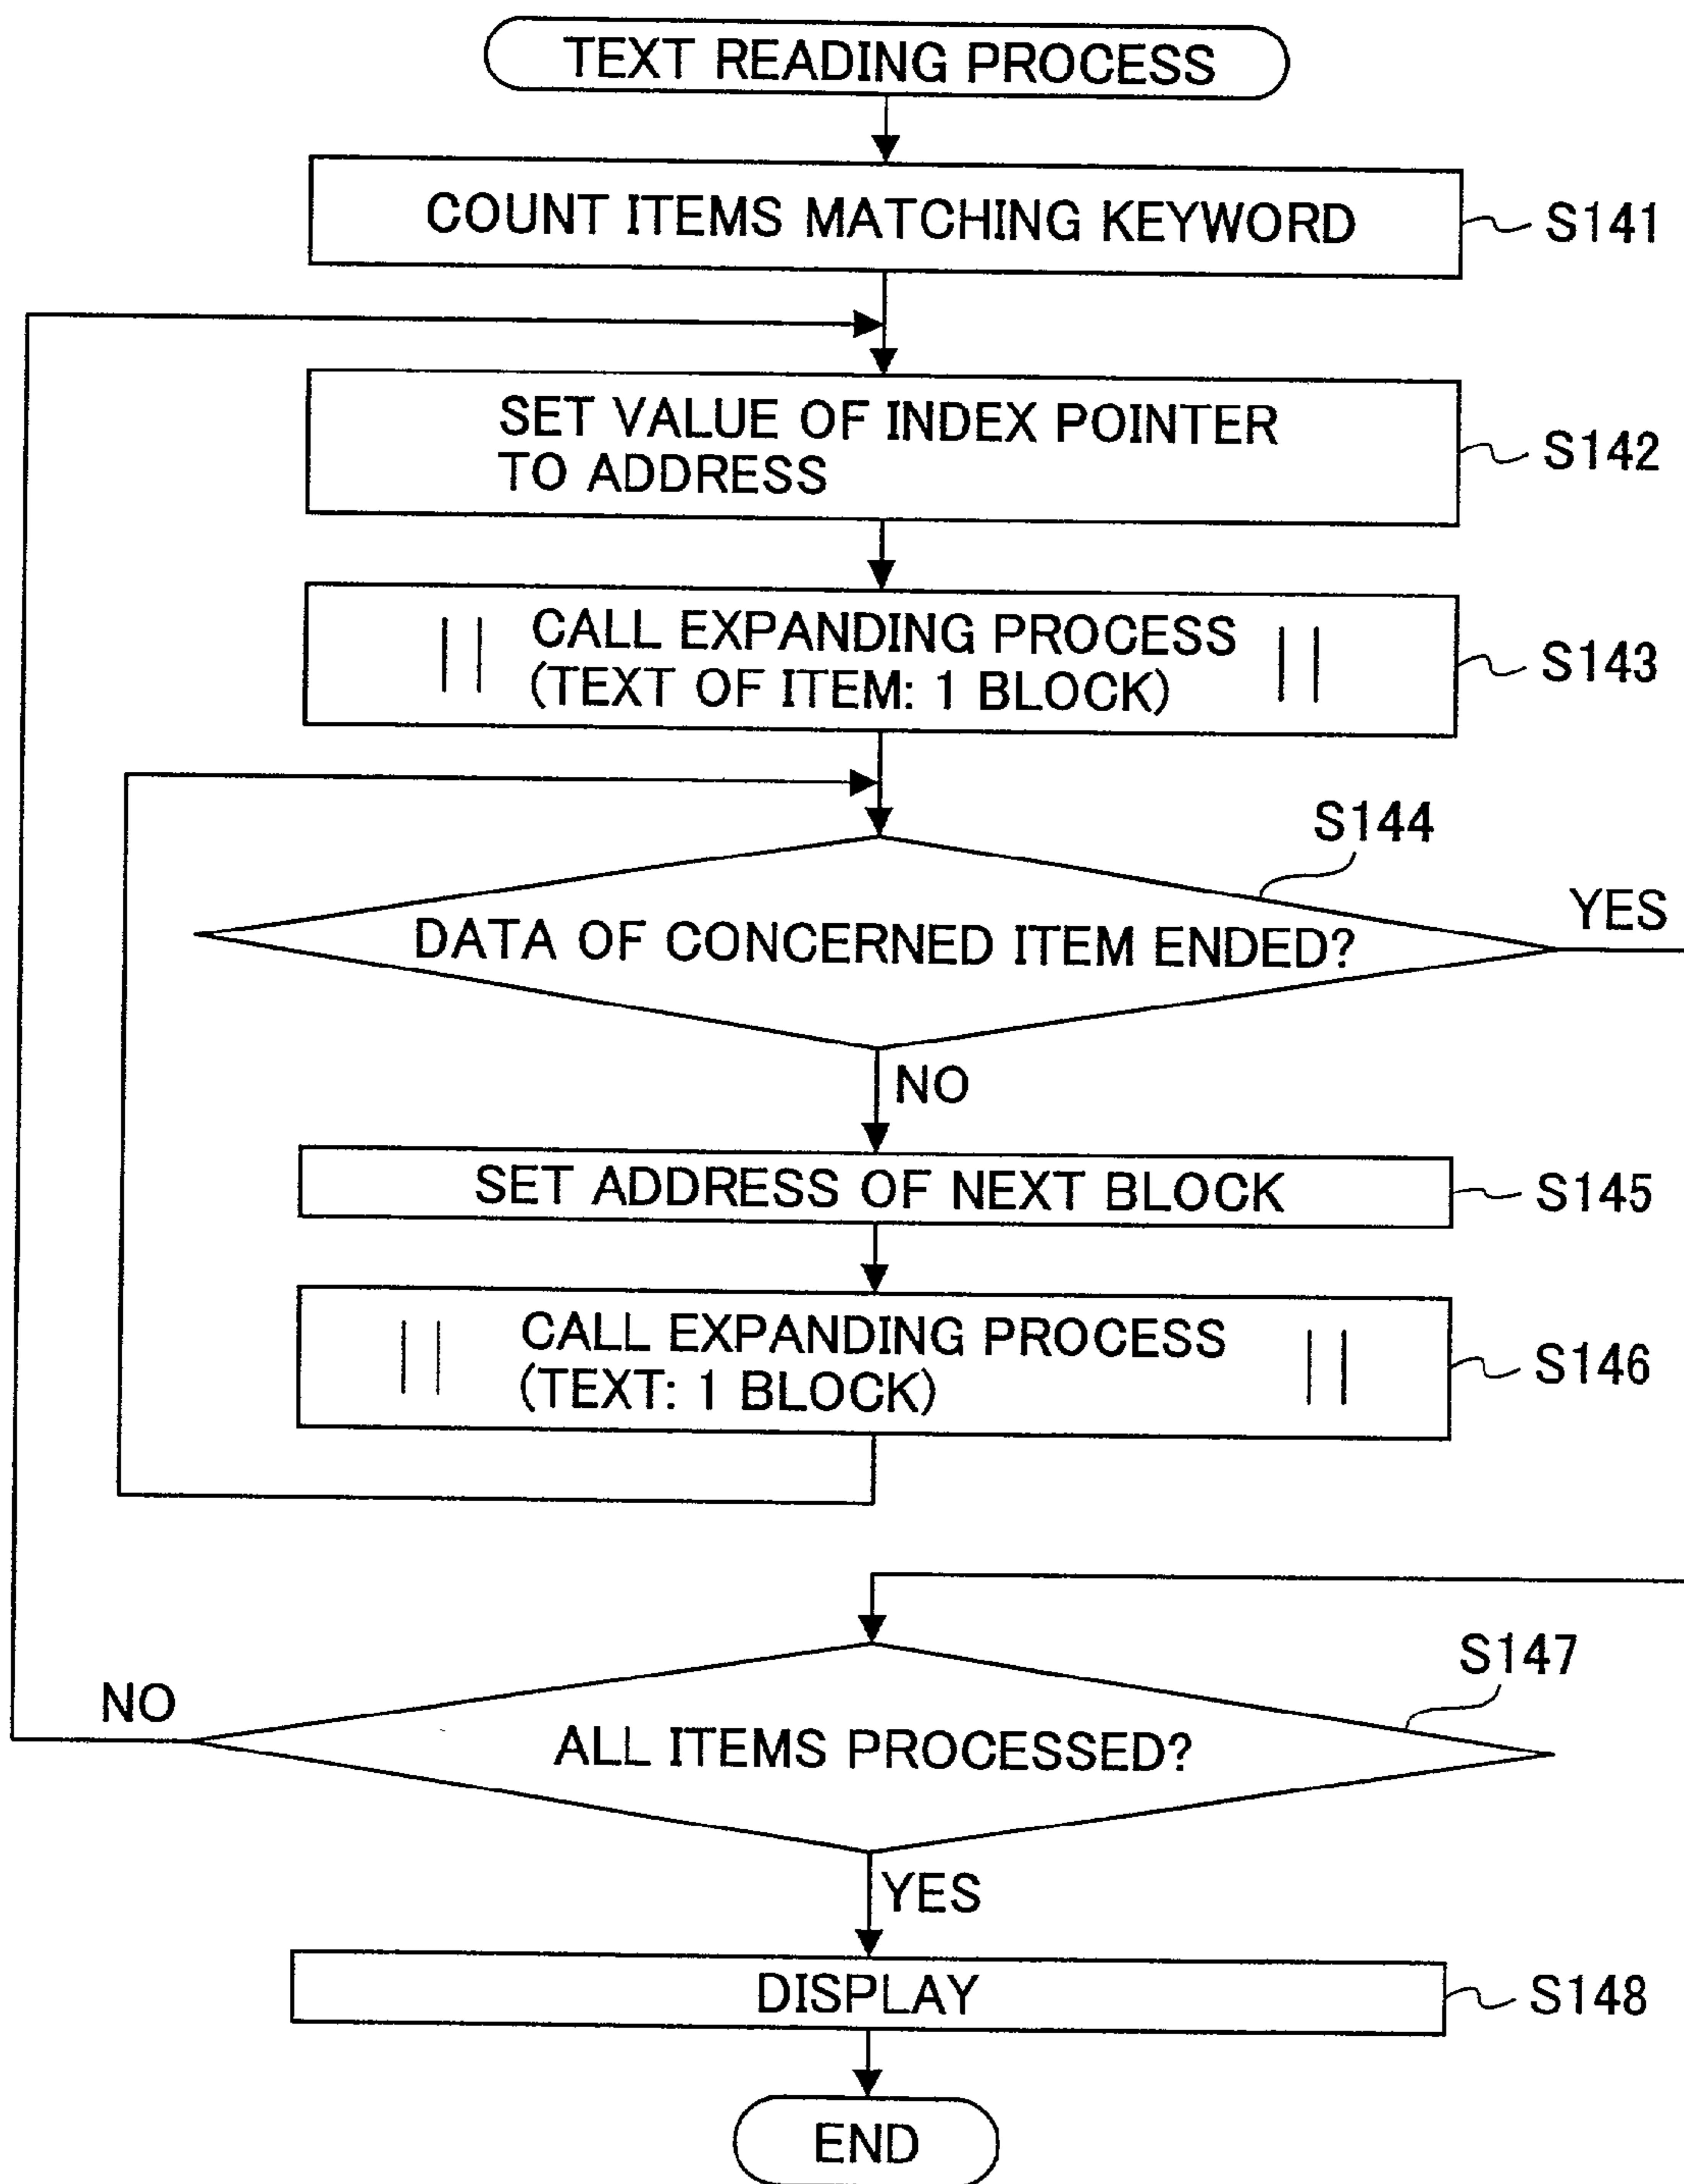 TEXT READING PROCESS
COUNT ITEMS MATCHING KEYWORD
S141
SET VALUE OF INDEX POINTER
TO ADDRESS
S142
CALL EXPANDING PROCESS
(TEXT OF ITEM: 1 BLOCK)
S143
S144
YES
DATA OF CONCERNED ITEM ENDED?
NO
SET ADDRESS OF NEXT BLOCK
S145
CALL EXPANDING PROCESS
(TEXT: 1 BLOCK)
S146
S147
NO
ALL ITEMS PROCESSED?
YES
DISPLAY
S148
END